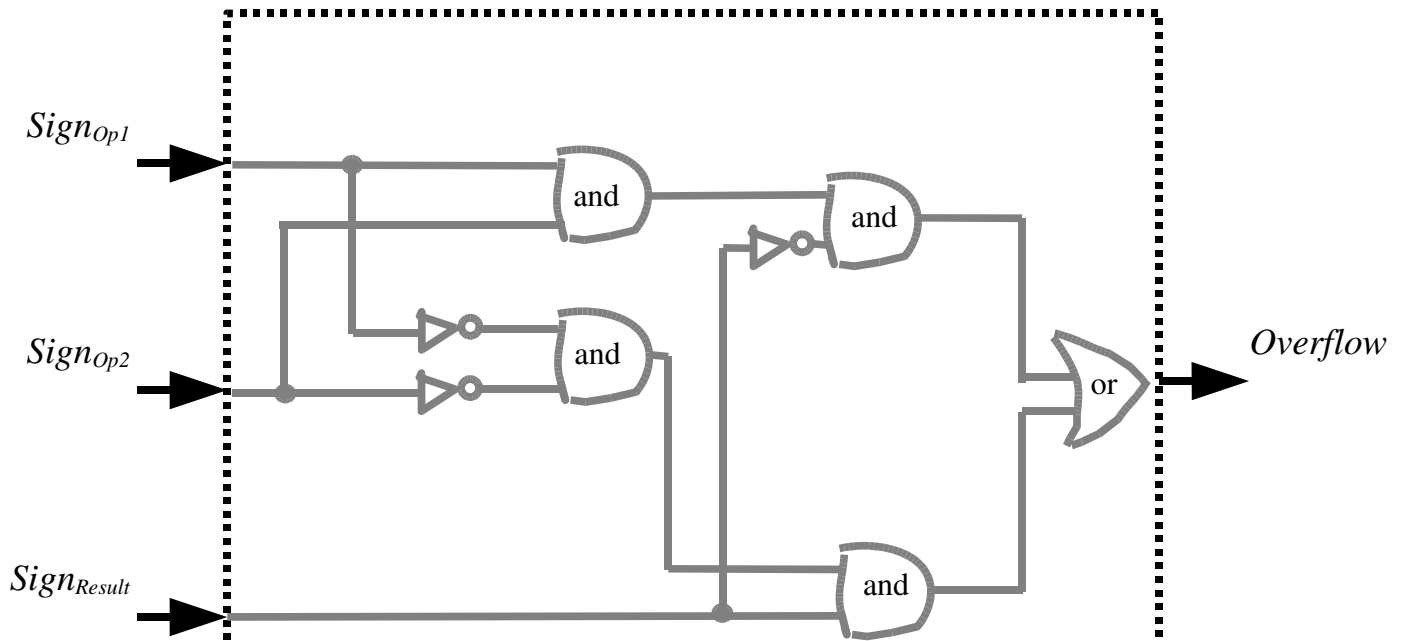 Sign_Op1
and
and
Sign_Op2
and
Overflow
or
Sign_Result
and